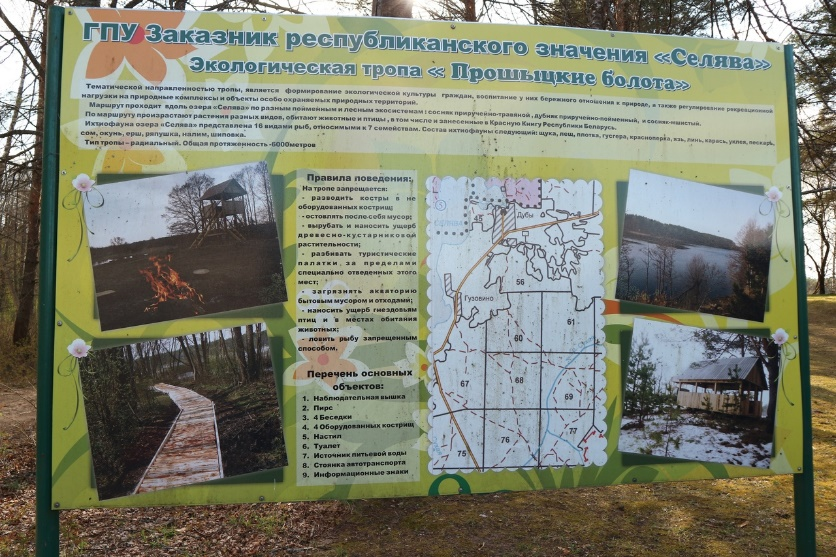 ГПУ Заказник республиканского значения «Селява»
Экологическая тропа « Прошыцкие болота»
Тематической направленностью тропы, является формирование экологической культуры граждан, воспитание у них бережного отношения к природе, а также регулирование рекреационной
нагрузки на природные комплексы и объекты особо охраняемых природных территорий.
Маршрут проходит вдоль озера «Селява» по разным пойменным и лесным экосистемам : сосняк приручейно-травяной , дубняк приручейно-пойменный, и сосняк-мшистый.
По маршруту произрастают растения разных видов, обитают животные и птицы , в том числе и занесенные в Красную Книгу Республики Беларусь.
Ихтиофауна озера «Селява» представлена 16 видами рыб, относимыми к 7 семействам. Состав ихтиофауны следующий: щука, лещ, плотка, густера, красноперка, язь, линь, карась, уклея, пескарь,
сом, окунь, ерш, ряпушка, налим, щиповка.
Тип тропы – радиальный. Общая протяженность -6000метров
Правила поведения:
На тропе запрещается:
- разводить костры в не
оборудованных кострищ;
- оставлять после себя мусор;
- вырубать и наносить ущерб
древесно-кустарниковой
растительности;
- разбивать туристические
палатки за пределами
специально отведенных этого
мест;
- загрязнять акваторию
бытовым мусором и отходами;
- наносить ущерб гнездовьям
птиц и в местах обитания
животных;
- ловить рыбу запрещенным
способом.
Перечень основных
объектов:
1. Наблюдательная вышка
2. Пирс
3. 4 Беседки
4. 4 Оборудованных кострищ
5. Настил
6. Туалет
7. Источник питьевой воды
8. Стоянка автотранспорта
9. Информационные знаки
Дубы
48
56
Гузовино
61
60
67
68
69
77
76
75